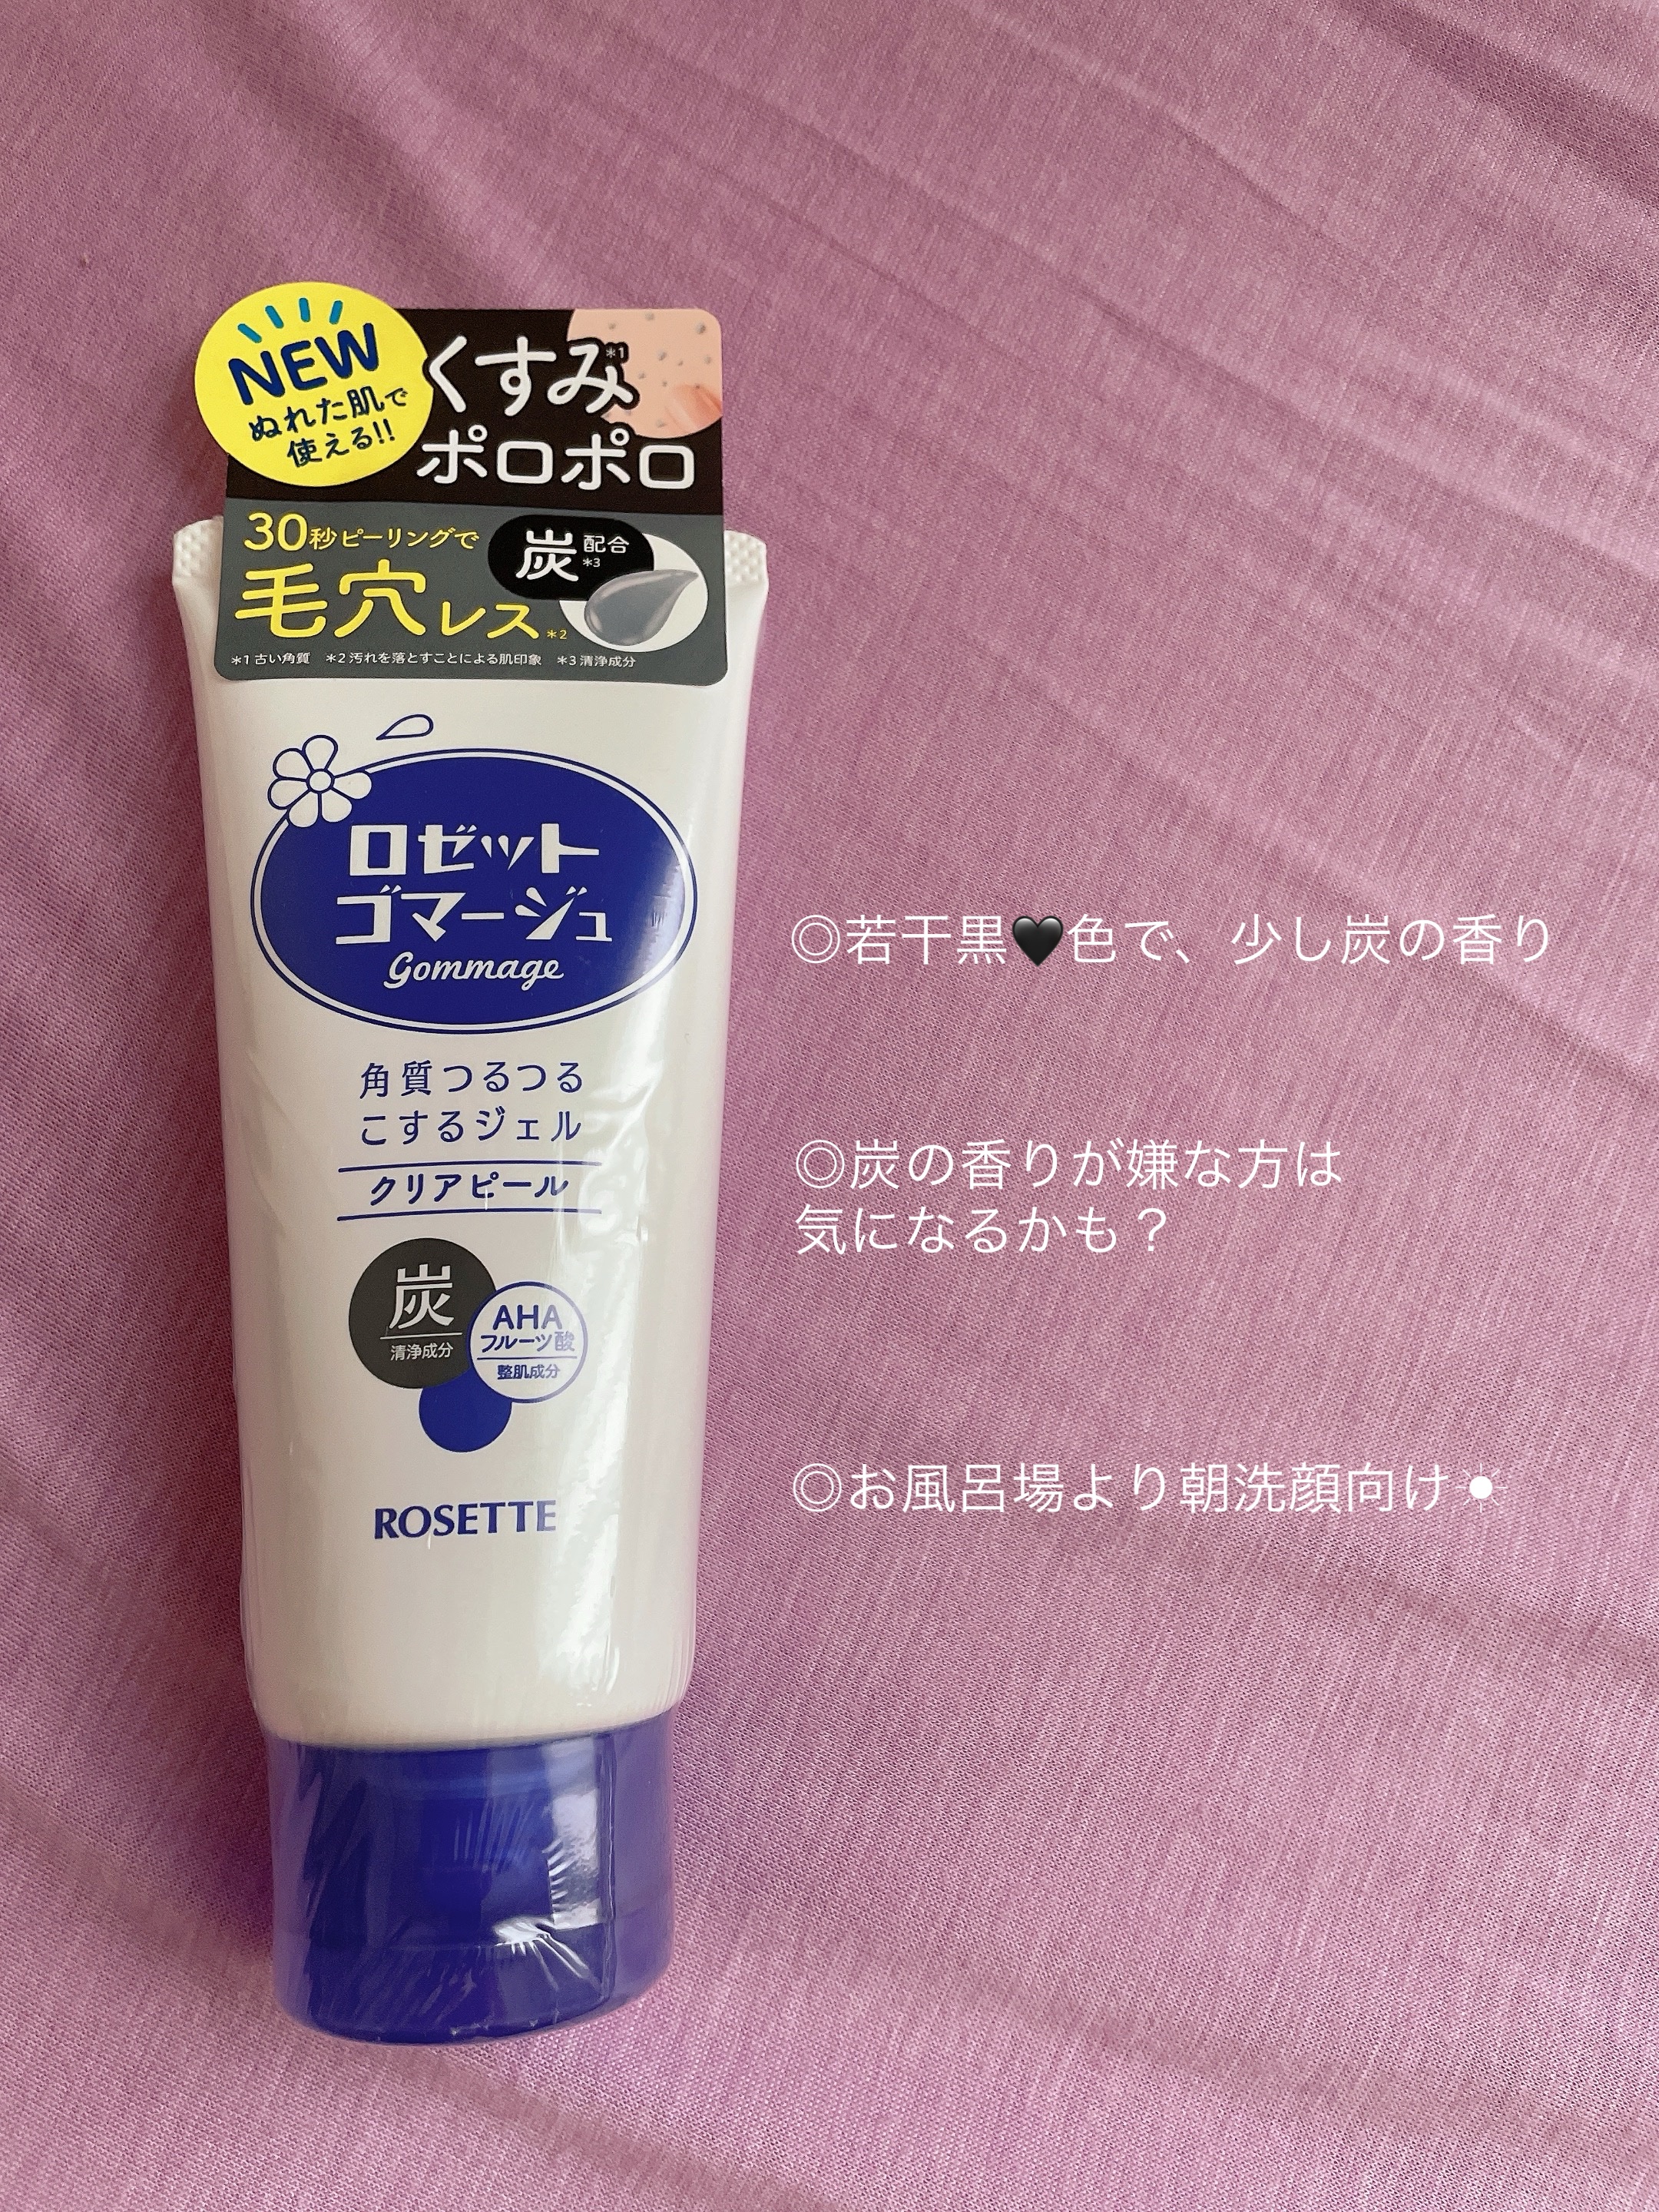 NEW
ぬれた肌で
使える!!
くすみ*1
ポロポロ
30秒ピーリングで
毛穴レス*2
炭配合*3
*1 古い角質 *2 汚れを落とすことによる肌印象 *3 清浄成分
ロゼット
ゴマージュ
Gommage
角質つるつる
こするジェル
クリアピール
炭
清浄成分
AHA
フルーツ酸
整肌成分
ROSETTE
◎若干黒🖤色で、少し炭の香り
◎炭の香りが嫌な方は
気になるかも？
◎お風呂場より朝洗顔向け☀